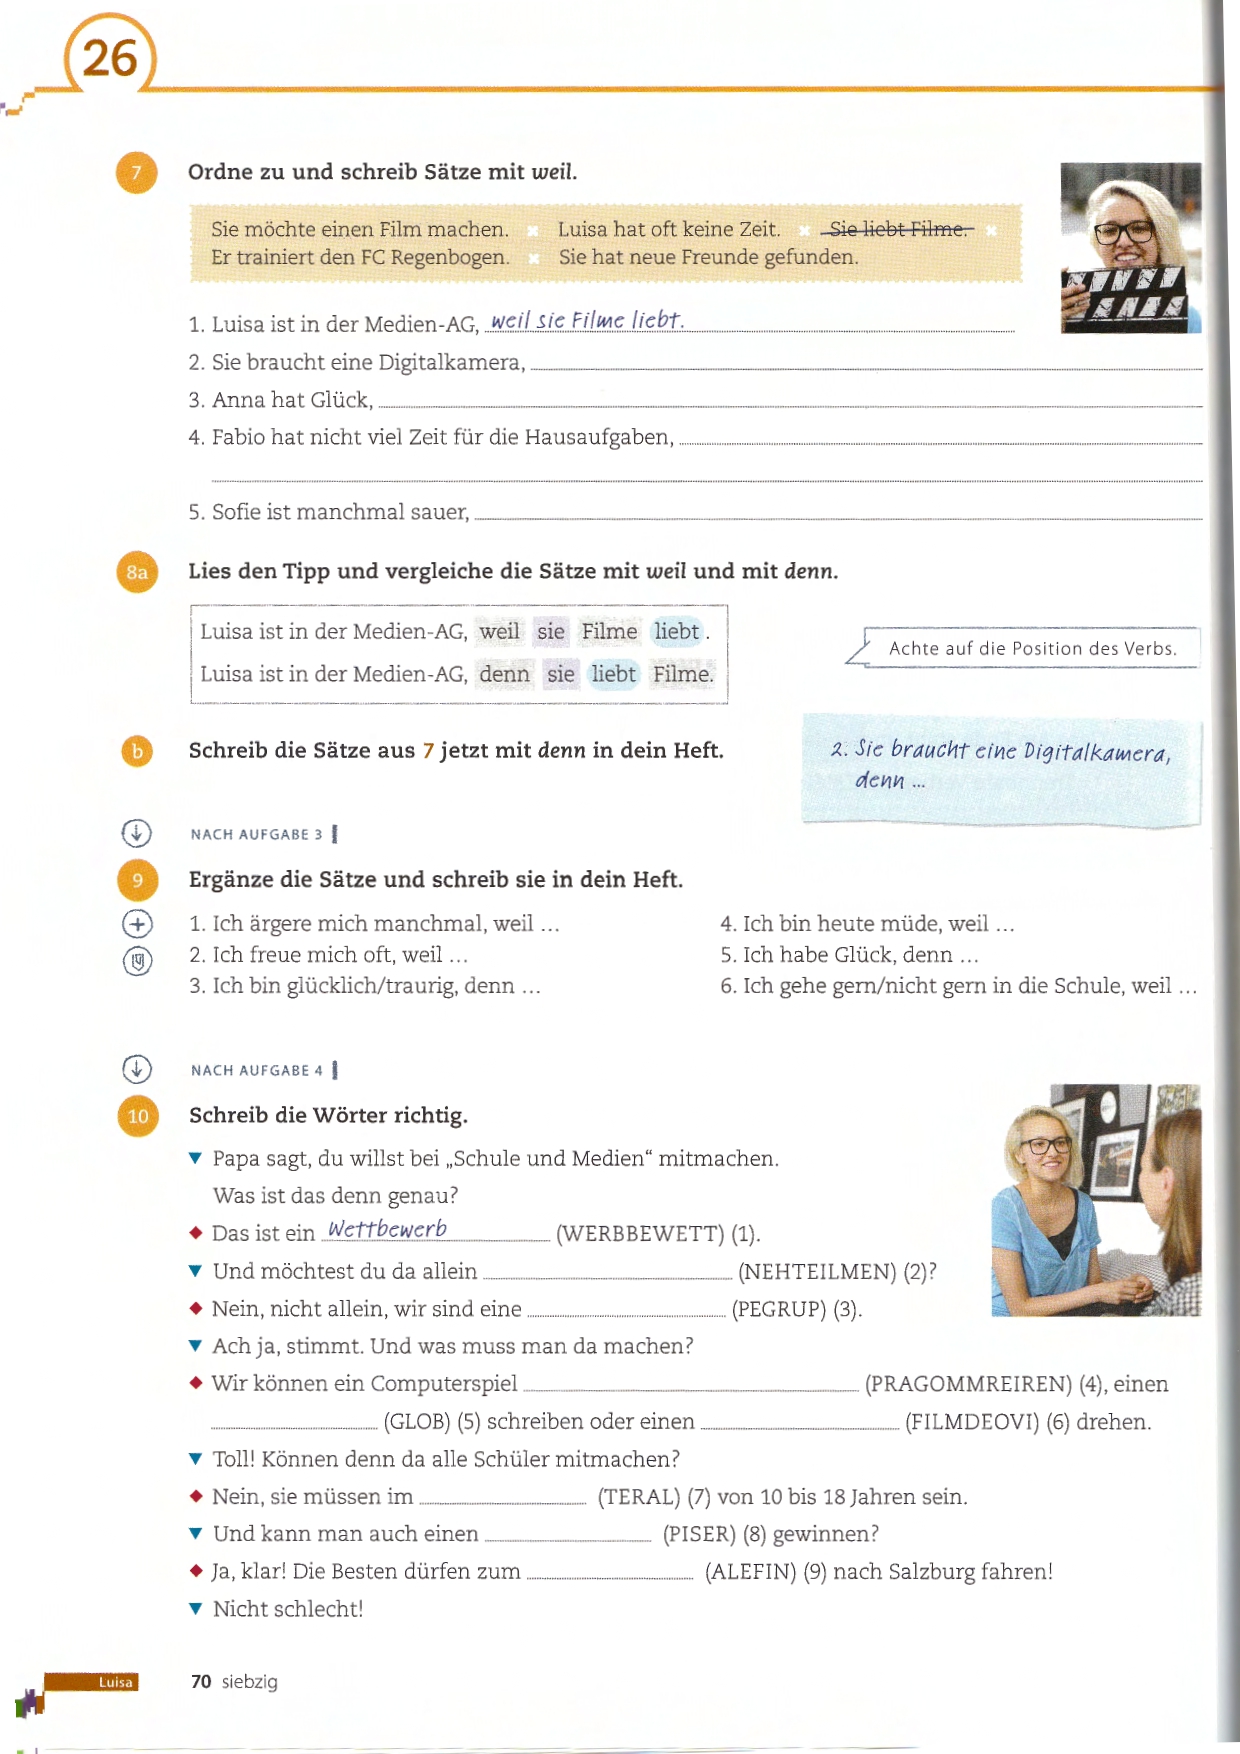 26
7 Ordne zu und schreib Sätze mit weil.
Sie möchte einen Film machen. × Luisa hat oft keine Zeit. × Sie liebt Filme. ×
Er trainiert den FC Regenbogen. × Sie hat neue Freunde gefunden.
1. Luisa ist in der Medien-AG, weil sie Filme liebt.
2. Sie braucht eine Digitalkamera,
3. Anna hat Glück,
4. Fabio hat nicht viel Zeit für die Hausaufgaben,
5. Sofie ist manchmal sauer,
8a Lies den Tipp und vergleiche die Sätze mit weil und mit denn.
Luisa ist in der Medien-AG, weil sie Filme liebt.
Luisa ist in der Medien-AG, denn sie liebt Filme.
Achte auf die Position des Verbs.
b Schreib die Sätze aus 7 jetzt mit denn in dein Heft.
2. Sie braucht eine Digitalkamera,
denn ...
NACH AUFGABE 3
9 Ergänze die Sätze und schreib sie in dein Heft.
1. Ich ärgere mich manchmal, weil ...
2. Ich freue mich oft, weil ...
3. Ich bin glücklich/traurig, denn ...
4. Ich bin heute müde, weil ...
5. Ich habe Glück, denn ...
6. Ich gehe gern/nicht gern in die Schule, weil ...
NACH AUFGABE 4
10 Schreib die Wörter richtig.
▼ Papa sagt, du willst bei „Schule und Medien“ mitmachen.
Was ist das denn genau?
◆ Das ist ein Wettbewerb (WERBBEWETT) (1).
▼ Und möchtest du da allein (NEHTEILMEN) (2)?
◆ Nein, nicht allein, wir sind eine (PEGRUP) (3).
▼ Ach ja, stimmt. Und was muss man da machen?
◆ Wir können ein Computerspiel (PRAGOMMREIREN) (4), einen
(GLOB) (5) schreiben oder einen (FILMDEOVI) (6) drehen.
▼ Toll! Können denn da alle Schüler mitmachen?
◆ Nein, sie müssen im (TERAL) (7) von 10 bis 18 Jahren sein.
▼ Und kann man auch einen (PISER) (8) gewinnen?
◆ Ja, klar! Die Besten dürfen zum (ALEFIN) (9) nach Salzburg fahren!
▼ Nicht schlecht!
Luisa 70 siebzig